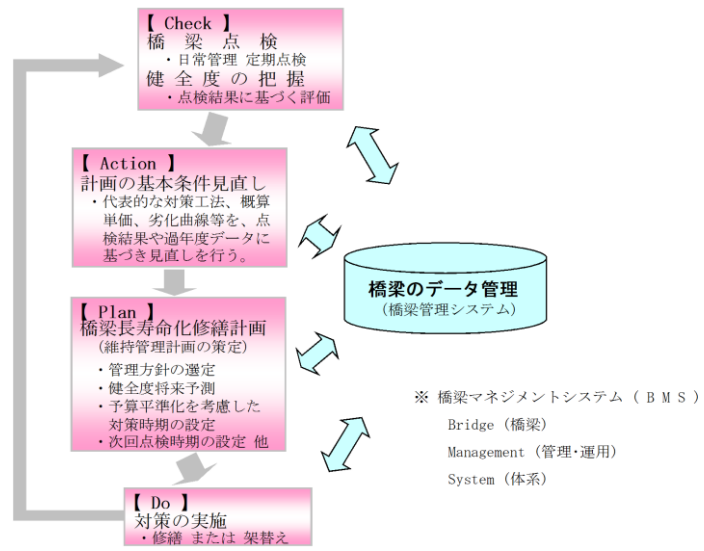 【 Check 】
橋 梁 点 検
・日常管理 定期点検
健 全 度 の 把 握
・点検結果に基づく評価
【 Action 】
計画の基本条件見直し
・代表的な対策工法、概算
単価、劣化曲線等を、点
検結果や過年度データに
基づき見直しを行う。
【 Plan 】
橋梁長寿命化修繕計画
(維持管理計画の策定)
・管理方針の選定
・健全度将来予測
・予算平準化を考慮した
対策時期の設定
・次回点検時期の設定 他
【 Do 】
対策の実施
・修繕 または 架替え
橋梁のデータ管理
(橋梁管理システム)
※ 橋梁マネジメントシステム ( B M S )
Bridge (橋梁)
Management (管理・運用)
System (体系)